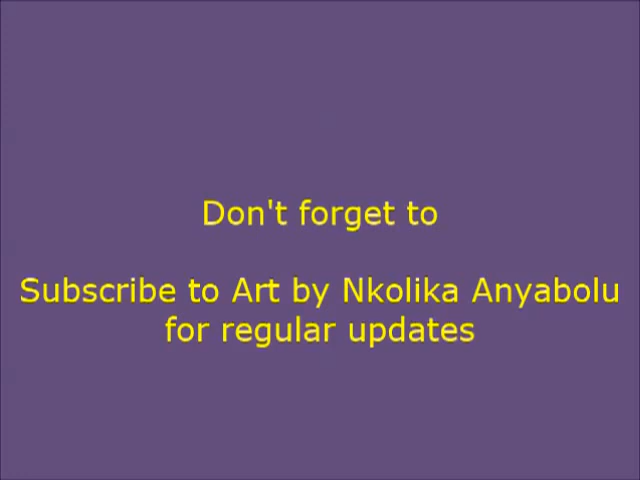 Don't forget to
Subscribe to Art by Nkolika Anyabolu
for regular updates